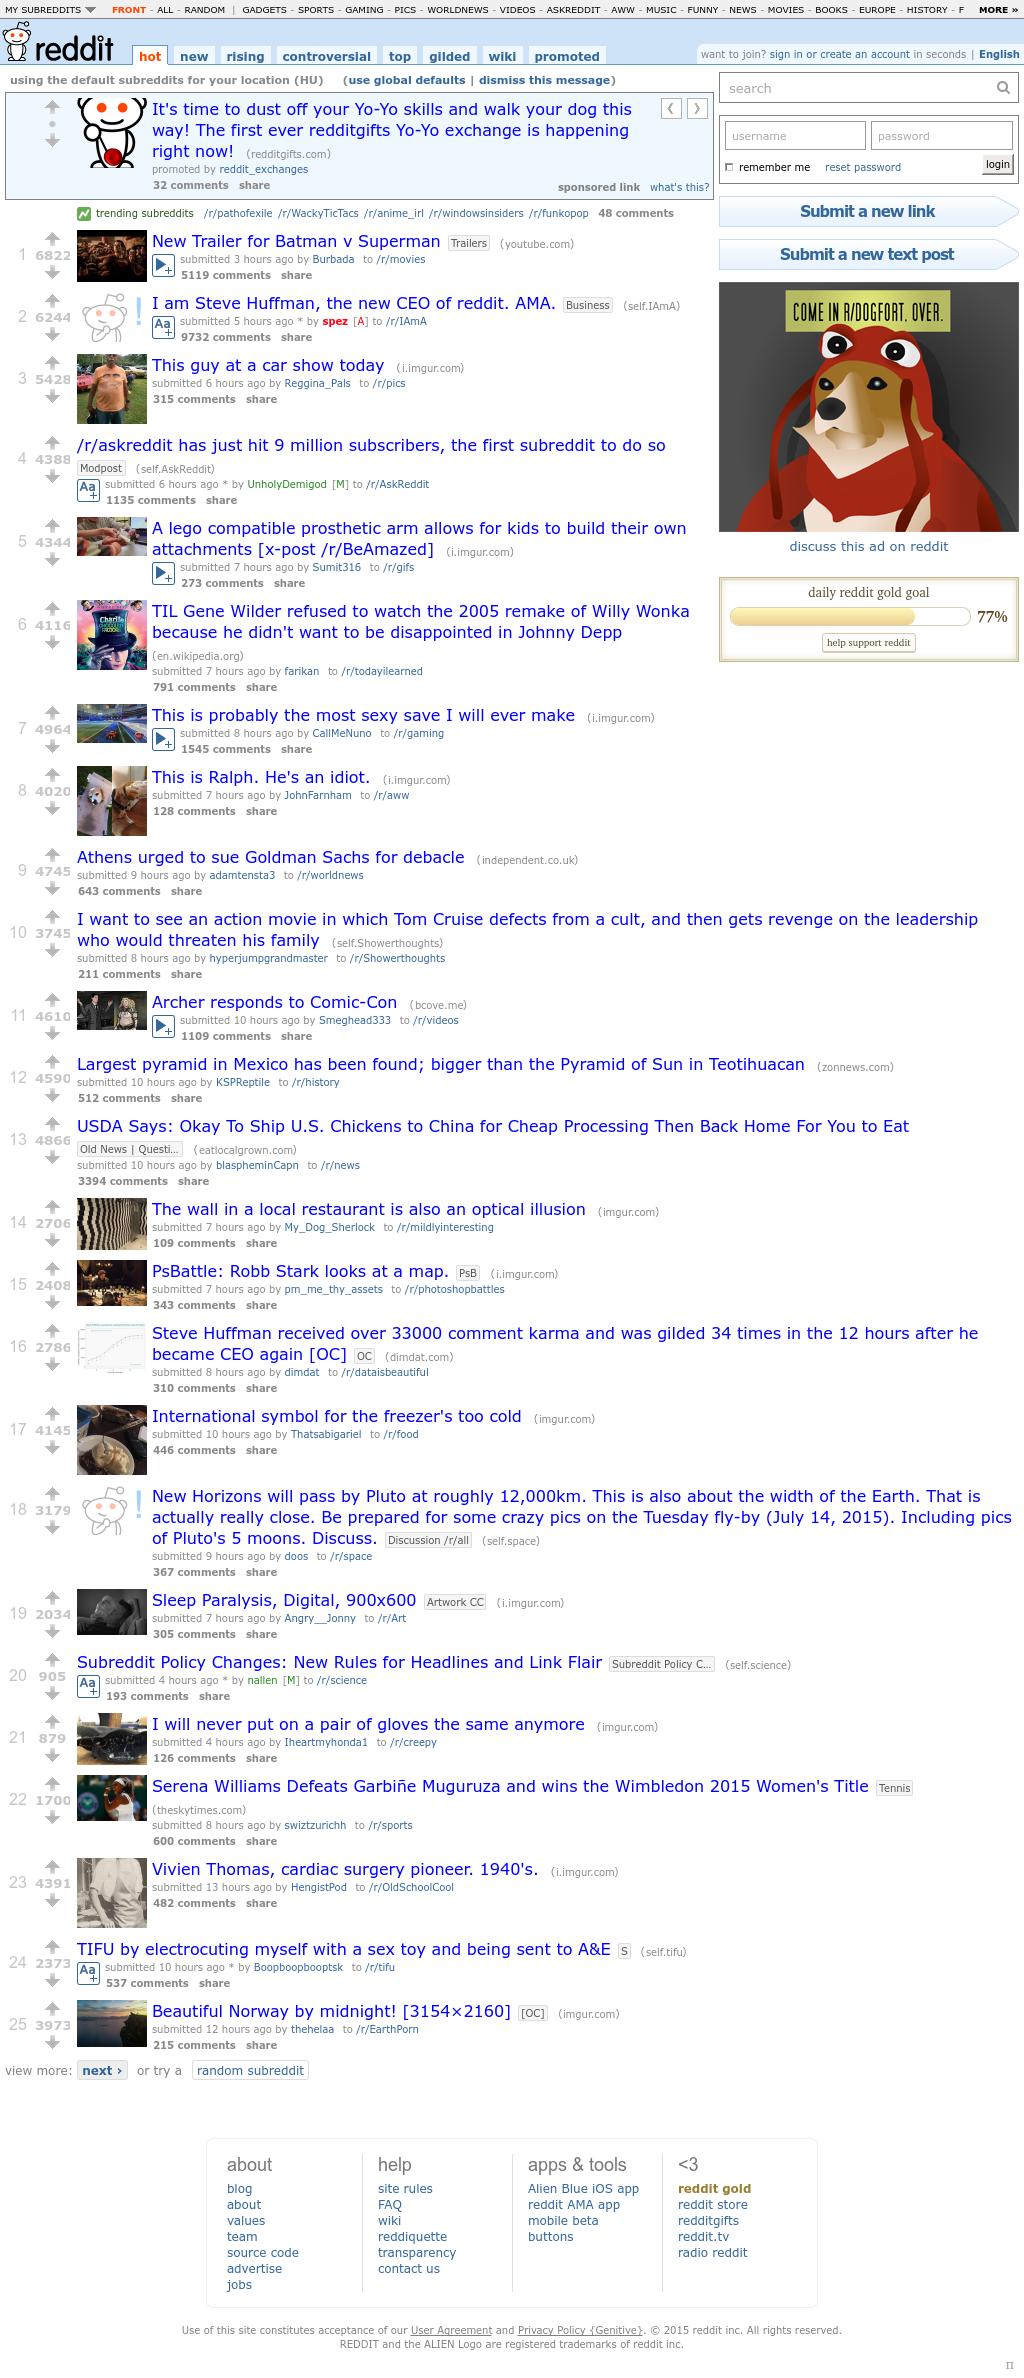 MY SUBREDDITS FRONT - ALL - RANDOM | GADGETS - SPORTS - GAMING - PICS - WORLDNEWS - VIDEOS - ASKREDDIT - AWW - MUSIC - FUNNY - NEWS - MOVIES - BOOKS - EUROPE - HISTORY - F MORE »
reddit hot new rising controversial top gilded wiki promoted
want to join? sign in or create an account in seconds | English
using the default subreddits for your location (HU) (use global defaults | dismiss this message)
search
username password
remember me reset password login
Submit a new link
Submit a new text post
COME IN R/DOGFORT, OVER.
discuss this ad on reddit
daily reddit gold goal
77%
help support reddit
It's time to dust off your Yo-Yo skills and walk your dog this
way! The first ever redditgifts Yo-Yo exchange is happening
right now! (redditgifts.com)
promoted by reddit_exchanges
32 comments share
sponsored link what's this?
trending subreddits /r/pathofexile /r/WackyTicTacs /r/anime_irl /r/windowsinsiders /r/funkopop 48 comments
1 6822
New Trailer for Batman v Superman Trailers (youtube.com)
submitted 3 hours ago by Burbada to /r/movies
5119 comments share
2 6244
I am Steve Huffman, the new CEO of reddit. AMA. Business (self.IAmA)
Aa+ submitted 5 hours ago * by spez [A] to /r/IAmA
9732 comments share
3 5428
This guy at a car show today (i.imgur.com)
submitted 6 hours ago by Reggina_Pals to /r/pics
315 comments share
4 4388
/r/askreddit has just hit 9 million subscribers, the first subreddit to do so
Modpost (self.AskReddit)
Aa+ submitted 6 hours ago * by UnholyDemigod [M] to /r/AskReddit
1135 comments share
5 4344
A lego compatible prosthetic arm allows for kids to build their own
attachments [x-post /r/BeAmazed] (i.imgur.com)
submitted 7 hours ago by Sumit316 to /r/gifs
273 comments share
6 4116
TIL Gene Wilder refused to watch the 2005 remake of Willy Wonka
because he didn't want to be disappointed in Johnny Depp
(en.wikipedia.org)
submitted 7 hours ago by farikan to /r/todayilearned
791 comments share
7 4964
This is probably the most sexy save I will ever make (i.imgur.com)
submitted 8 hours ago by CallMeNuno to /r/gaming
1545 comments share
8 4020
This is Ralph. He's an idiot. (i.imgur.com)
submitted 7 hours ago by JohnFarnham to /r/aww
128 comments share
9 4745
Athens urged to sue Goldman Sachs for debacle (independent.co.uk)
submitted 9 hours ago by adamtensta3 to /r/worldnews
643 comments share
10 3745
I want to see an action movie in which Tom Cruise defects from a cult, and then gets revenge on the leadership
who would threaten his family (self.Showerthoughts)
submitted 8 hours ago by hyperjumpgrandmaster to /r/Showerthoughts
211 comments share
11 4610
Archer responds to Comic-Con (bcove.me)
submitted 10 hours ago by Smeghead333 to /r/videos
1109 comments share
12 4590
Largest pyramid in Mexico has been found; bigger than the Pyramid of Sun in Teotihuacan (zonnews.com)
submitted 10 hours ago by KSPReptile to /r/history
512 comments share
13 4866
USDA Says: Okay To Ship U.S. Chickens to China for Cheap Processing Then Back Home For You to Eat
Old News | Questi... (eatlocalgrown.com)
submitted 10 hours ago by blaspheminCapn to /r/news
3394 comments share
14 2706
The wall in a local restaurant is also an optical illusion (imgur.com)
submitted 7 hours ago by My_Dog_Sherlock to /r/mildlyinteresting
109 comments share
15 2408
PsBattle: Robb Stark looks at a map. PsB (i.imgur.com)
submitted 7 hours ago by pm_me_thy_assets to /r/photoshopbattles
343 comments share
16 2786
Steve Huffman received over 33000 comment karma and was gilded 34 times in the 12 hours after he
became CEO again [OC] OC (dimdat.com)
submitted 8 hours ago by dimdat to /r/dataisbeautiful
310 comments share
17 4145
International symbol for the freezer's too cold (imgur.com)
submitted 10 hours ago by Thatsabigariel to /r/food
446 comments share
18 3179
New Horizons will pass by Pluto at roughly 12,000km. This is also about the width of the Earth. That is
actually really close. Be prepared for some crazy pics on the Tuesday fly-by (July 14, 2015). Including pics
of Pluto's 5 moons. Discuss. Discussion /r/all (self.space)
submitted 9 hours ago by doos to /r/space
367 comments share
19 2034
Sleep Paralysis, Digital, 900x600 Artwork CC (i.imgur.com)
submitted 7 hours ago by Angry__Jonny to /r/Art
305 comments share
20 905
Subreddit Policy Changes: New Rules for Headlines and Link Flair Subreddit Policy C... (self.science)
Aa+ submitted 4 hours ago * by nallen [M] to /r/science
193 comments share
21 879
I will never put on a pair of gloves the same anymore (imgur.com)
submitted 4 hours ago by Iheartmyhonda1 to /r/creepy
126 comments share
22 1700
Serena Williams Defeats Garbiñe Muguruza and wins the Wimbledon 2015 Women's Title Tennis
(theskytimes.com)
submitted 8 hours ago by swiztzurichh to /r/sports
600 comments share
23 4391
Vivien Thomas, cardiac surgery pioneer. 1940's. (i.imgur.com)
submitted 13 hours ago by HengistPod to /r/OldSchoolCool
482 comments share
24 2373
TIFU by electrocuting myself with a sex toy and being sent to A&E S (self.tifu)
Aa+ submitted 10 hours ago * by Boopboopbooptsk to /r/tifu
537 comments share
25 3973
Beautiful Norway by midnight! [3154×2160] [OC] (imgur.com)
submitted 12 hours ago by thehelaa to /r/EarthPorn
215 comments share
view more: next › or try a random subreddit
about
blog
about
values
team
source code
advertise
jobs
help
site rules
FAQ
wiki
reddiquette
transparency
contact us
apps & tools
Alien Blue iOS app
reddit AMA app
mobile beta
buttons
<3
reddit gold
reddit store
redditgifts
reddit.tv
radio reddit
Use of this site constitutes acceptance of our User Agreement and Privacy Policy {Genitive}. © 2015 reddit inc. All rights reserved.
REDDIT and the ALIEN Logo are registered trademarks of reddit inc.
π